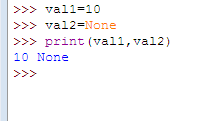 >>> val1=10
>>> val2=None
>>> print(val1,val2)
10 None
>>>